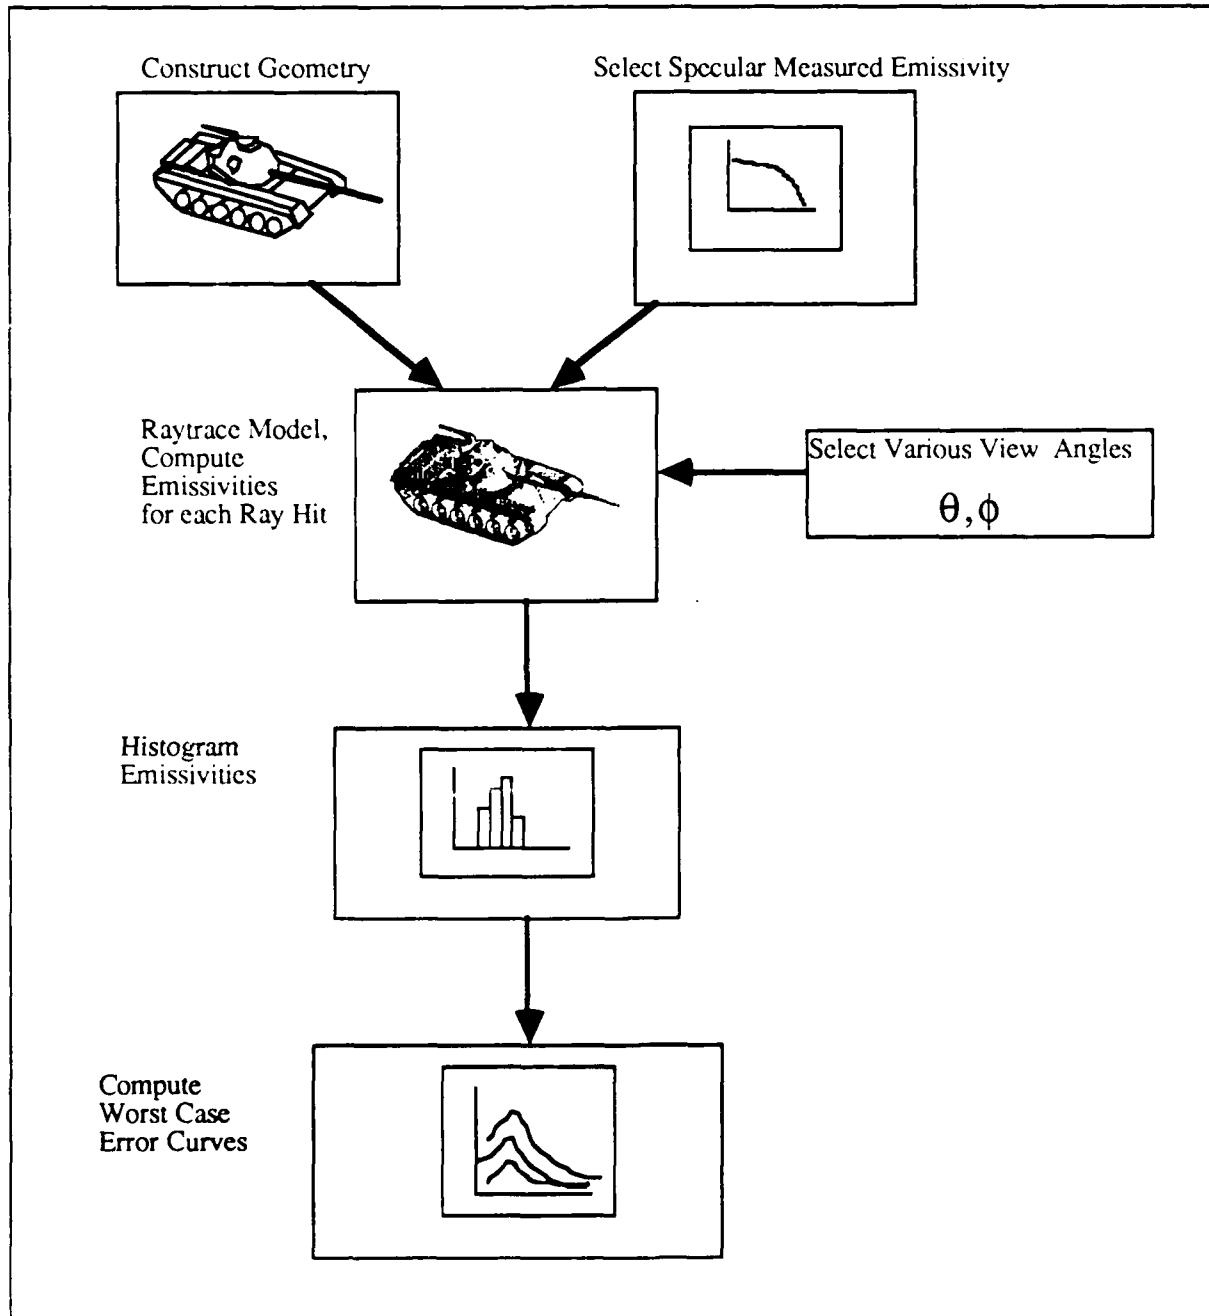 Construct Geometry
Select Specular Measured Emissivity
Raytrace Model,
Compute
Emissivities
for each Ray Hit
Select Various View Angles
θ,ϕ
Histogram
Emissivities
Compute
Worst Case
Error Curves